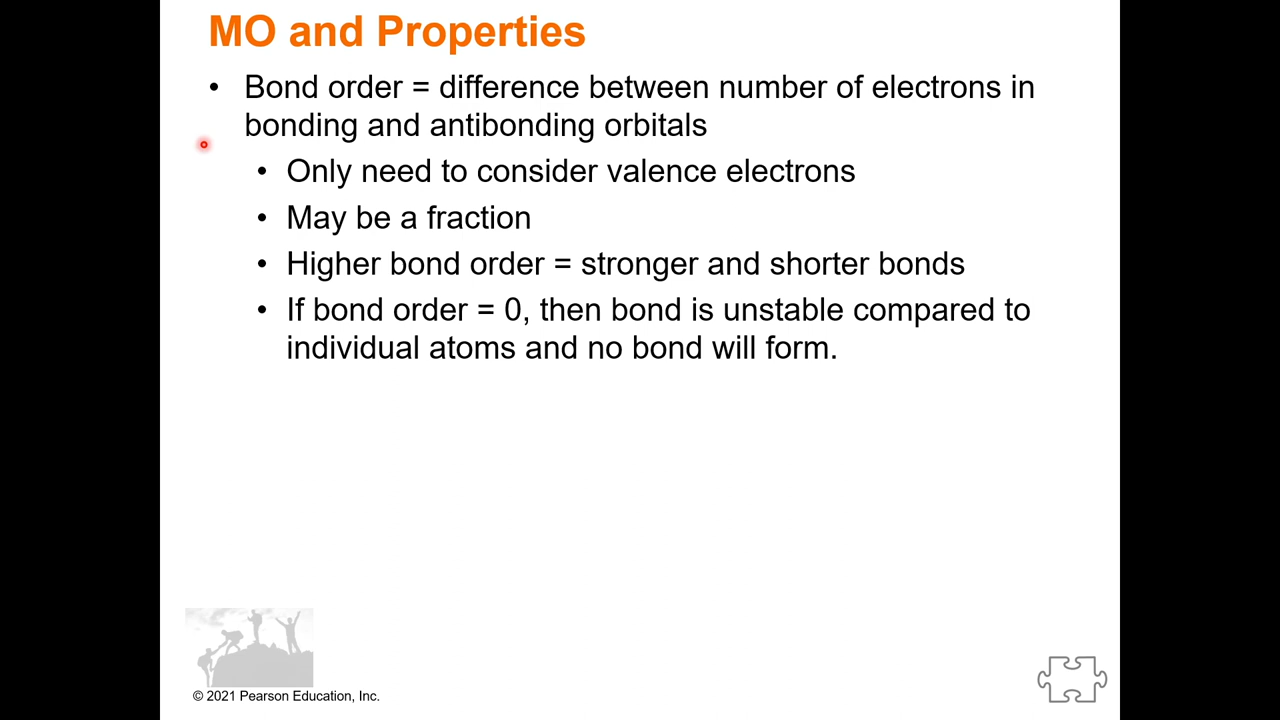 MO and Properties
• Bond order = difference between number of electrons in
bonding and antibonding orbitals
• Only need to consider valence electrons
• May be a fraction
• Higher bond order = stronger and shorter bonds
• If bond order = 0, then bond is unstable compared to
individual atoms and no bond will form.
© 2021 Pearson Education, Inc.